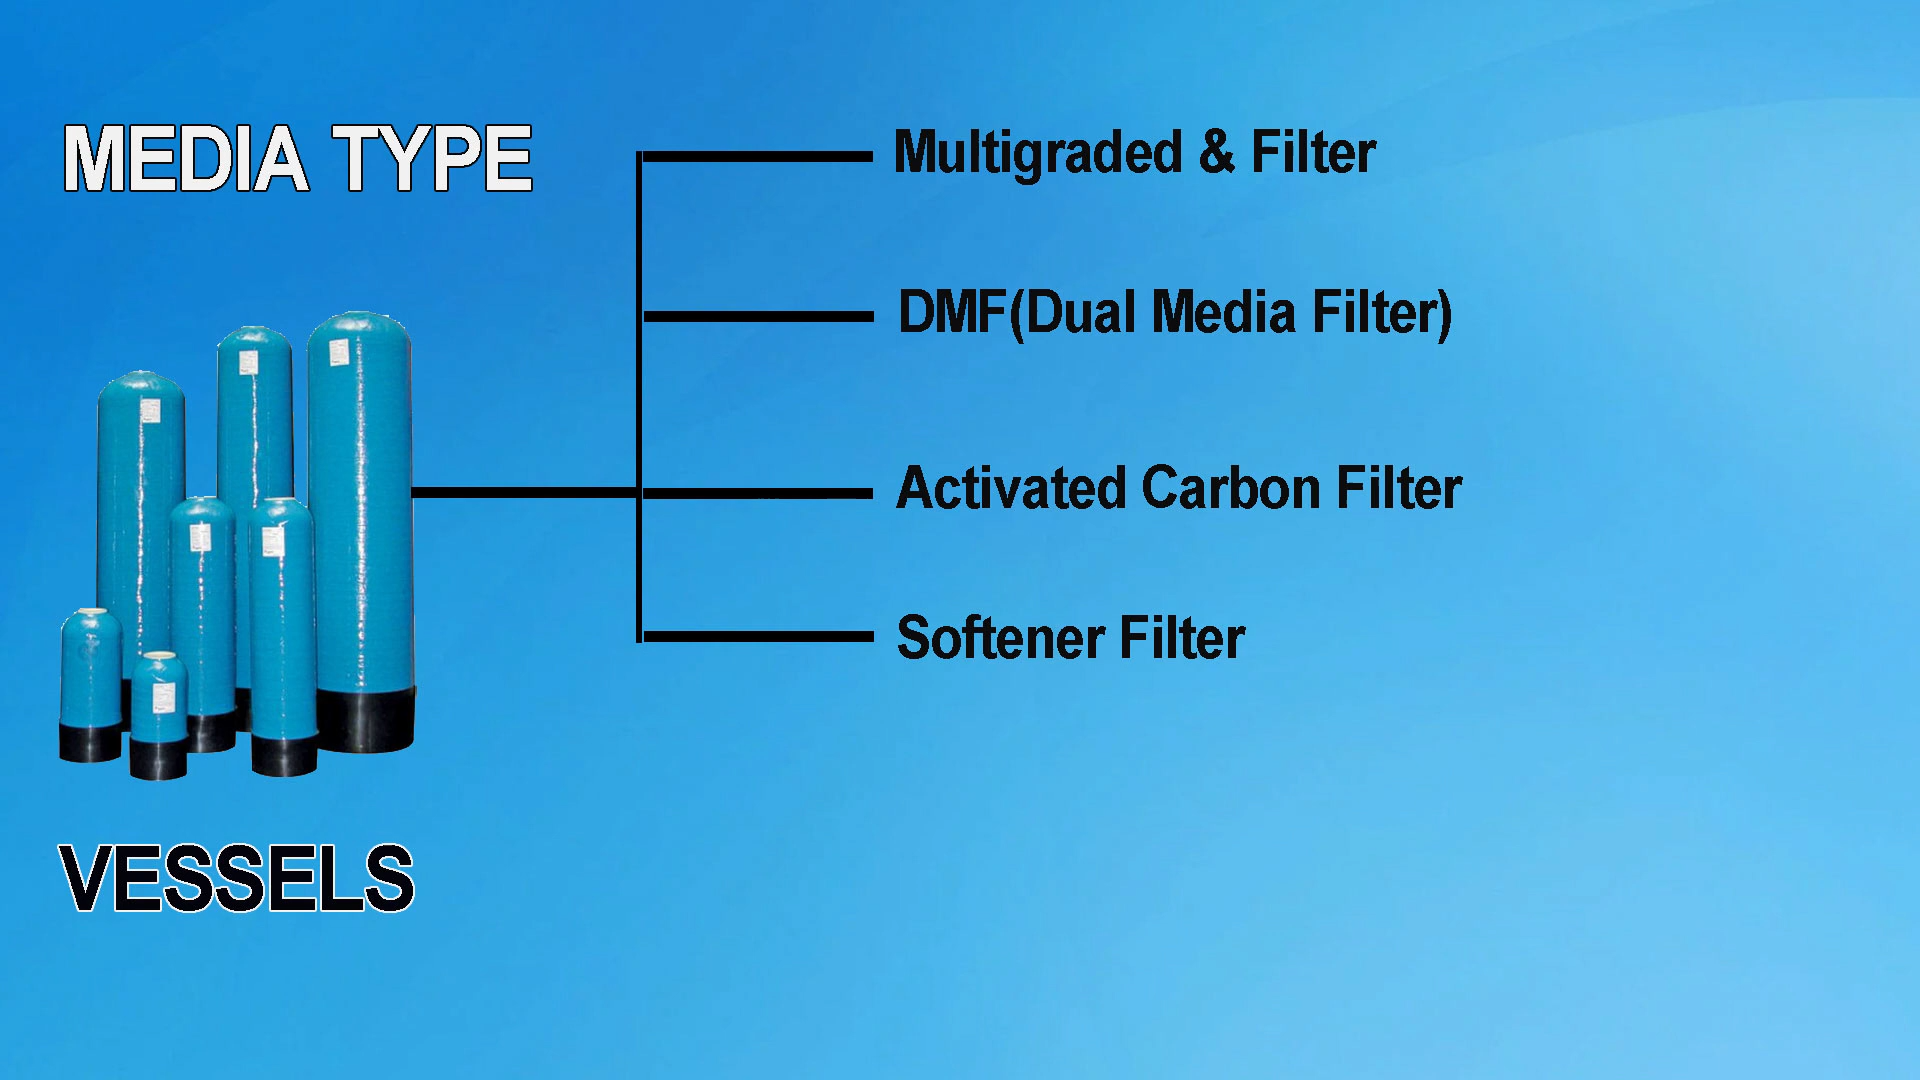 MEDIA TYPE
Multigraded & Filter
DMF(Dual Media Filter)
Activated Carbon Filter
Softener Filter
VESSELS